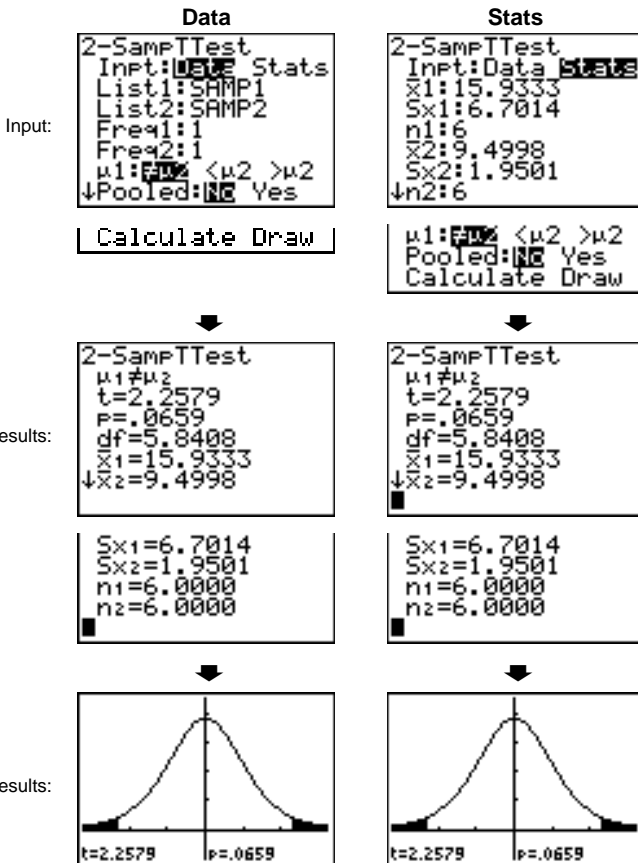 Data
Stats
Input:
2-SampTTest
Inpt:Data Stats
List1:SAMP1
List2:SAMP2
Freq1:1
Freq2:1
μ1:≠μ2 <μ2 >μ2
↓Pooled:No Yes
Calculate Draw
2-SampTTest
Inpt:Data Stats
x̄1:15.9333
Sx1:6.7014
n1:6
x̄2:9.4998
Sx2:1.9501
↓n2:6
μ1:≠μ2 <μ2 >μ2
Pooled:No Yes
Calculate Draw
esults:
2-SampTTest
μ1≠μ2
t=2.2579
p=.0659
df=5.8408
x̄1=15.9333
↓x̄2=9.4998
Sx1=6.7014
Sx2=1.9501
n1=6.0000
n2=6.0000
2-SampTTest
μ1≠μ2
t=2.2579
p=.0659
df=5.8408
x̄1=15.9333
↓x̄2=9.4998
Sx1=6.7014
Sx2=1.9501
n1=6.0000
n2=6.0000
esults:
t=2.2579 p=.0659
t=2.2579 p=.0659